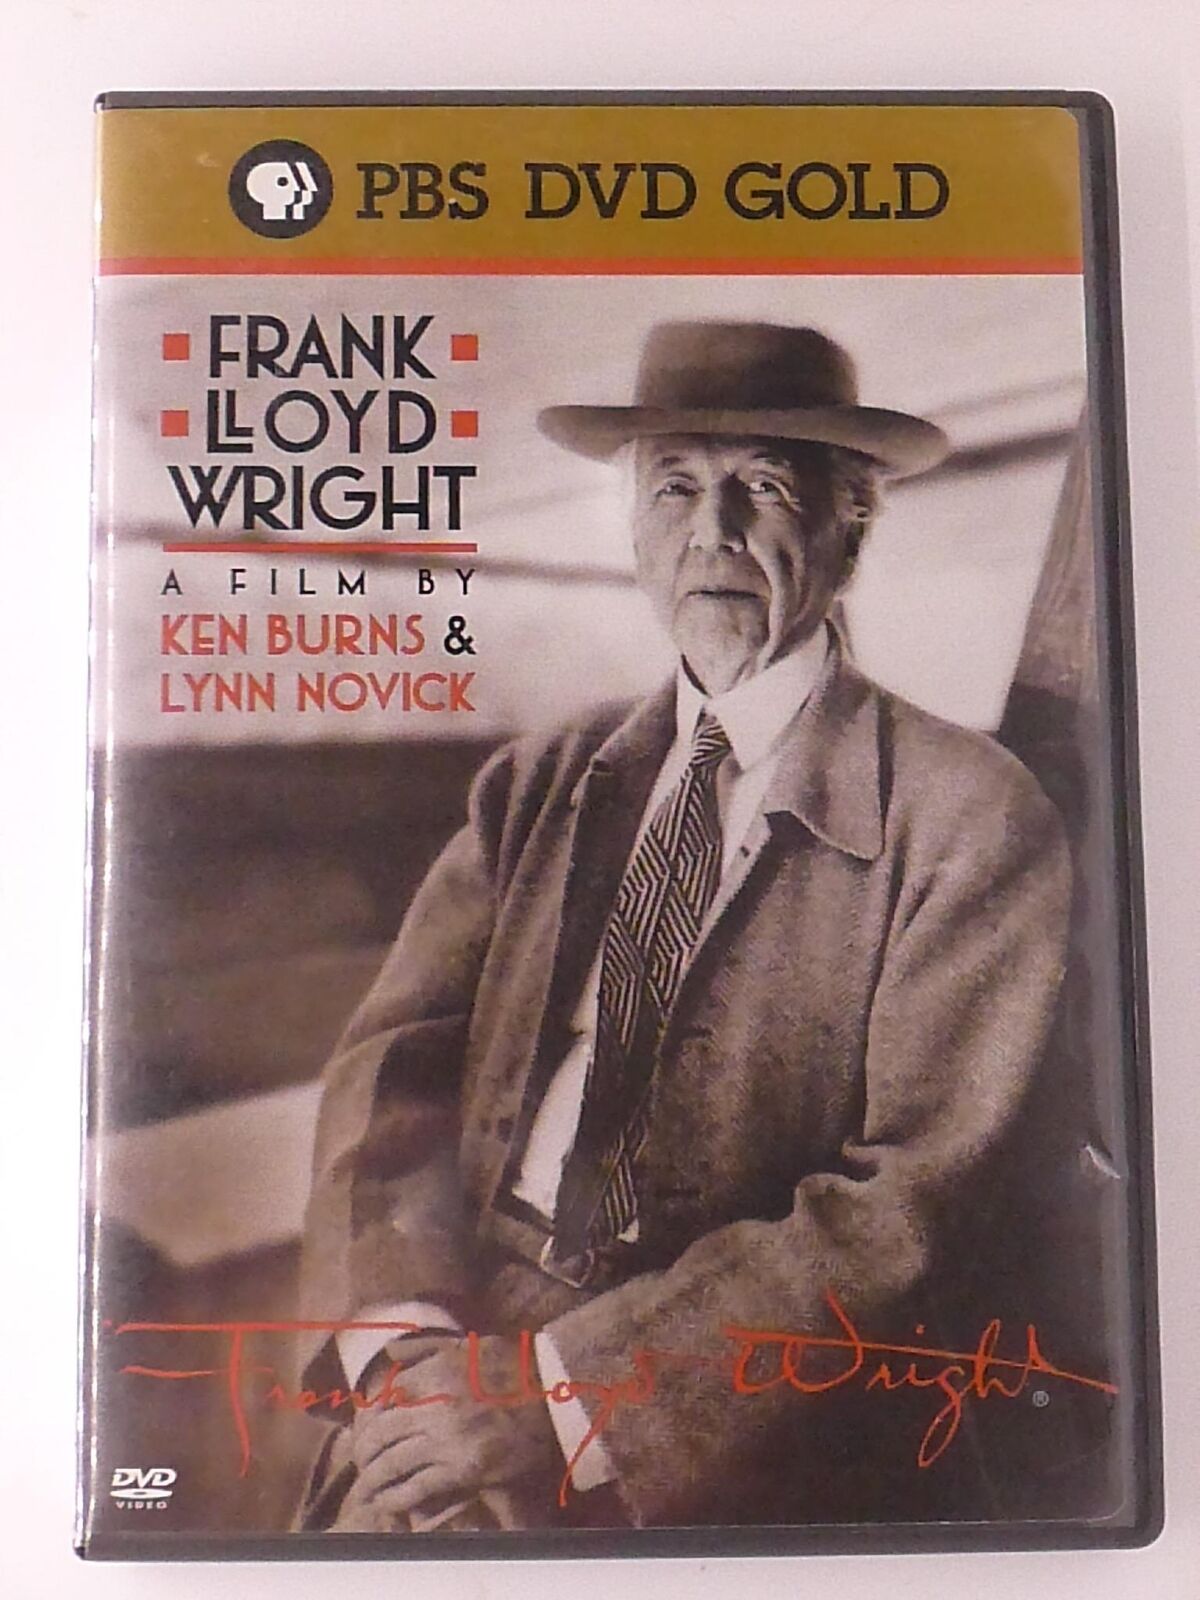 PBS DVD GOLD
FRANK
LLOYD
WRIGHT
A FILM BY
KEN BURNS &
LYNN NOVICK
Frank Lloyd Wright ®
DVD
VIDEO